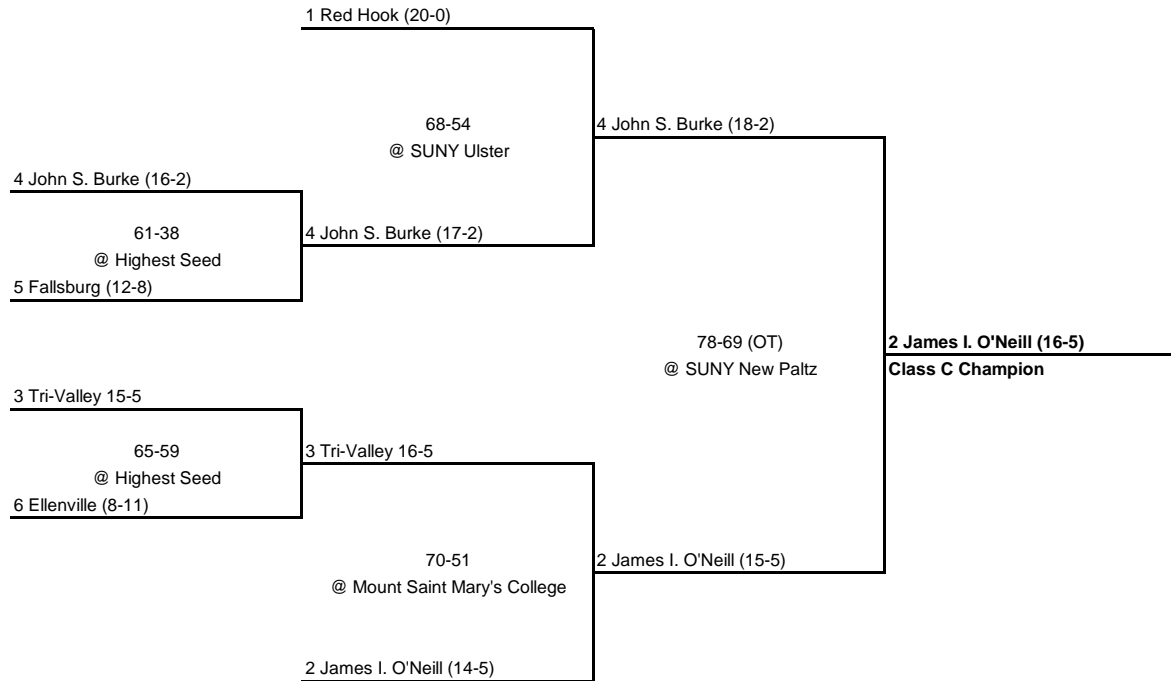 1 Red Hook (20-0)
68-54
@ SUNY Ulster
4 John S. Burke (18-2)
4 John S. Burke (16-2)
61-38
@ Highest Seed
4 John S. Burke (17-2)
5 Fallsburg (12-8)
78-69 (OT)
@ SUNY New Paltz
2 James I. O'Neill (16-5)
Class C Champion
3 Tri-Valley 15-5
65-59
@ Highest Seed
3 Tri-Valley 16-5
6 Ellenville (8-11)
70-51
@ Mount Saint Mary's College
2 James I. O'Neill (15-5)
2 James I. O'Neill (14-5)